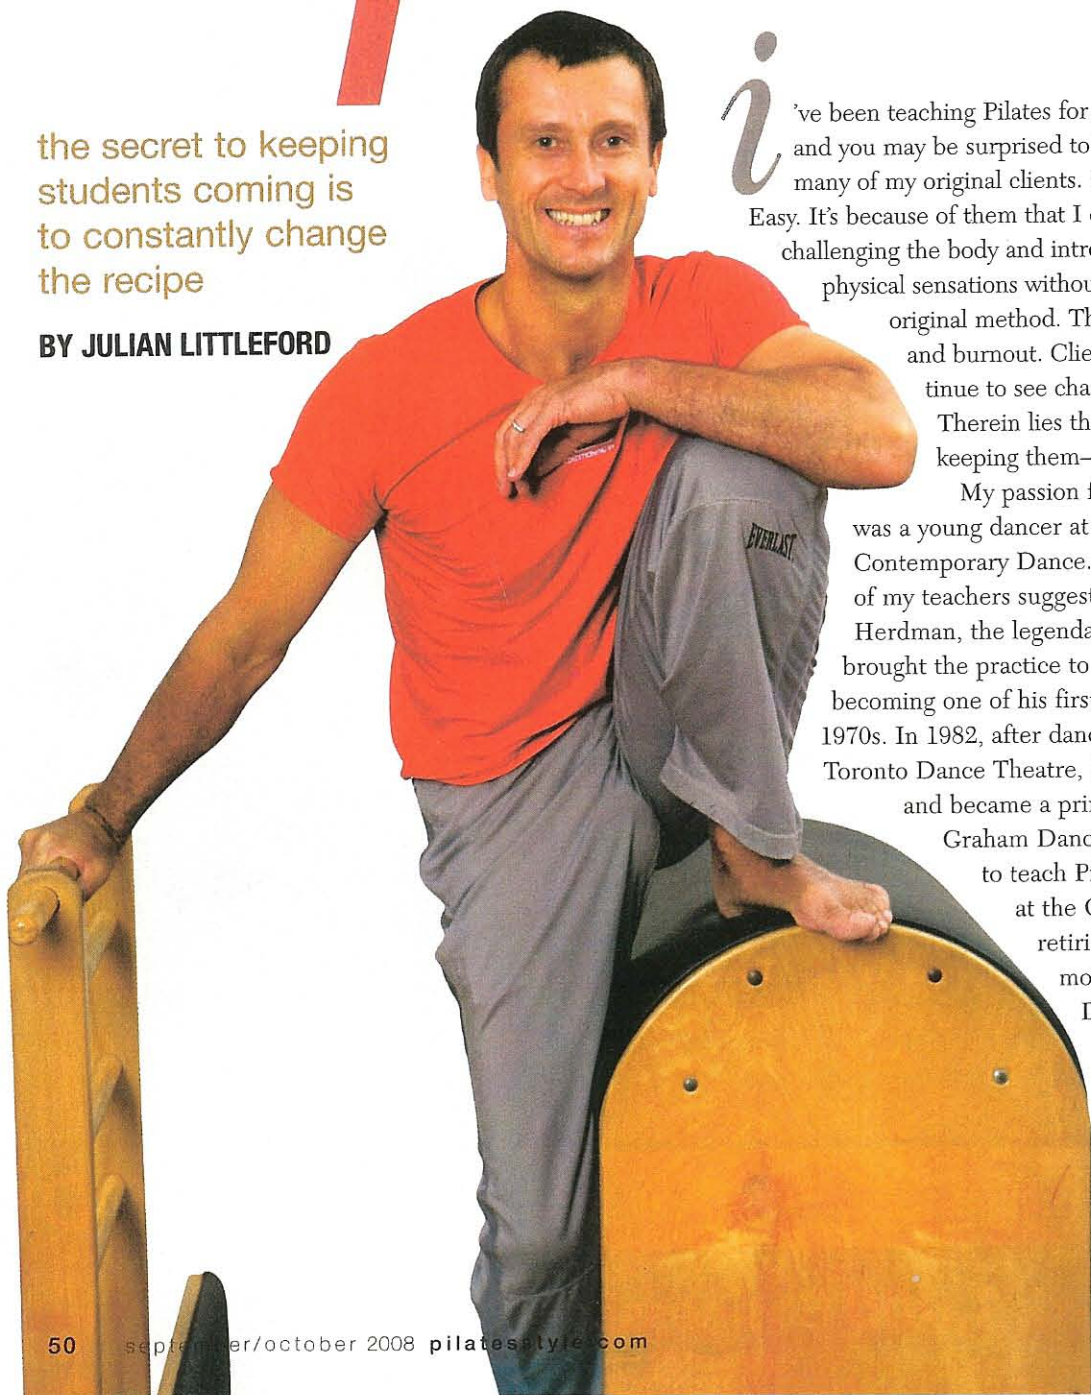 the secret to keeping
students coming is
to constantly change
the recipe
BY JULIAN LITTLEFORD
i've been teaching Pilates for
and you may be surprised to
many of my original clients.
Easy. It's because of them that I
challenging the body and intro
physical sensations withou
original method. Th
and burnout. Clie
tinue to see cha
Therein lies th
keeping them–
My passion f
was a young dancer at
Contemporary Dance.
of my teachers suggest
Herdman, the legenda
brought the practice to
becoming one of his first
1970s. In 1982, after danc
Toronto Dance Theatre,
and became a prin
Graham Danc
to teach P
at the
retiri
mo
D
EVERLAST
50 september/october 2008 pilatesstyle.com